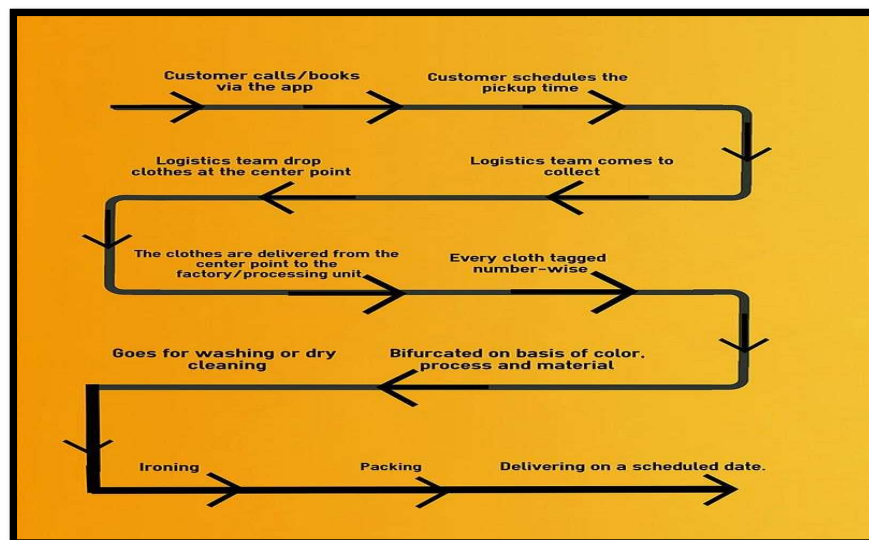 Customer calls/books
via the app
Customer schedules the
pickup time
Logistics team comes to
collect
Logistics team drop
clothes at the center point
The clothes are delivered from the
center point to the
factory/processing unit
Every cloth tagged
number-wise
Bifurcated on basis of color,
process and material
Goes for washing or dry
cleaning
Ironing
Packing
Delivering on a scheduled date.